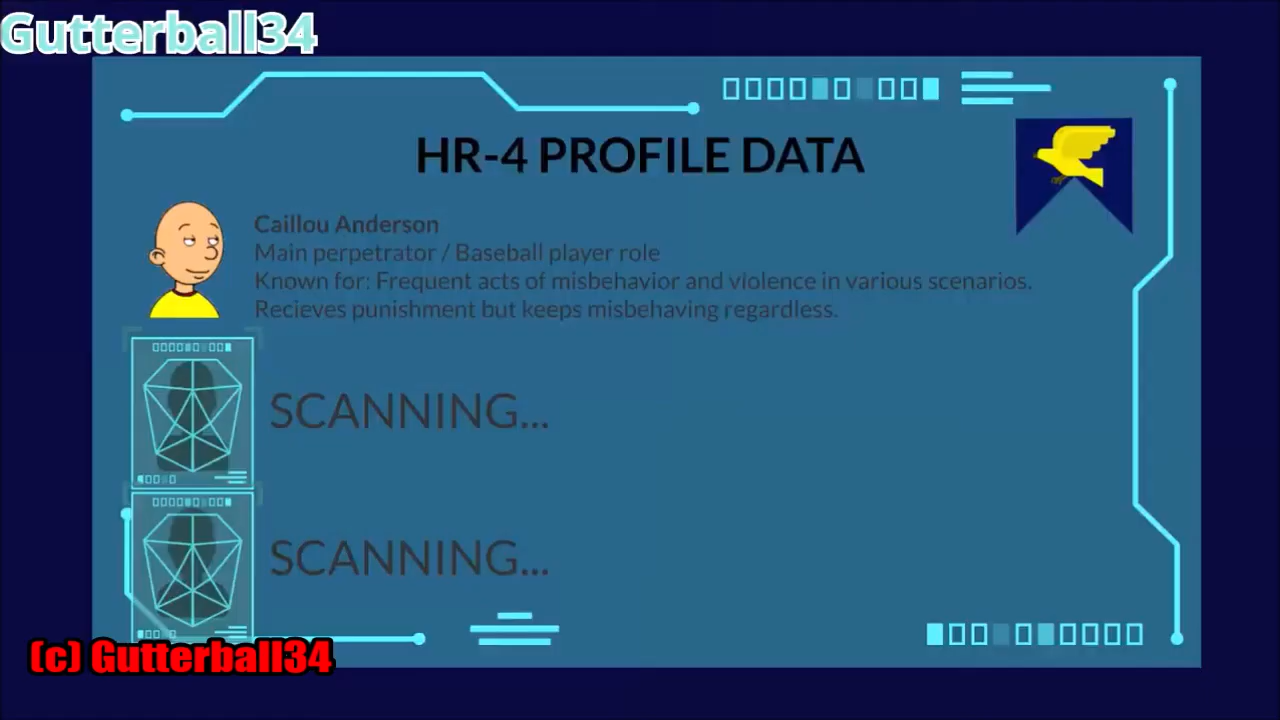 Gutterball34
HR-4 PROFILE DATA
Caillou Anderson
Main perpetrator / Baseball player role
Known for: Frequent acts of misbehavior and violence in various scenarios.
Recieves punishment but keeps misbehaving regardless.
SCANNING...
SCANNING...
(c) Gutterball34